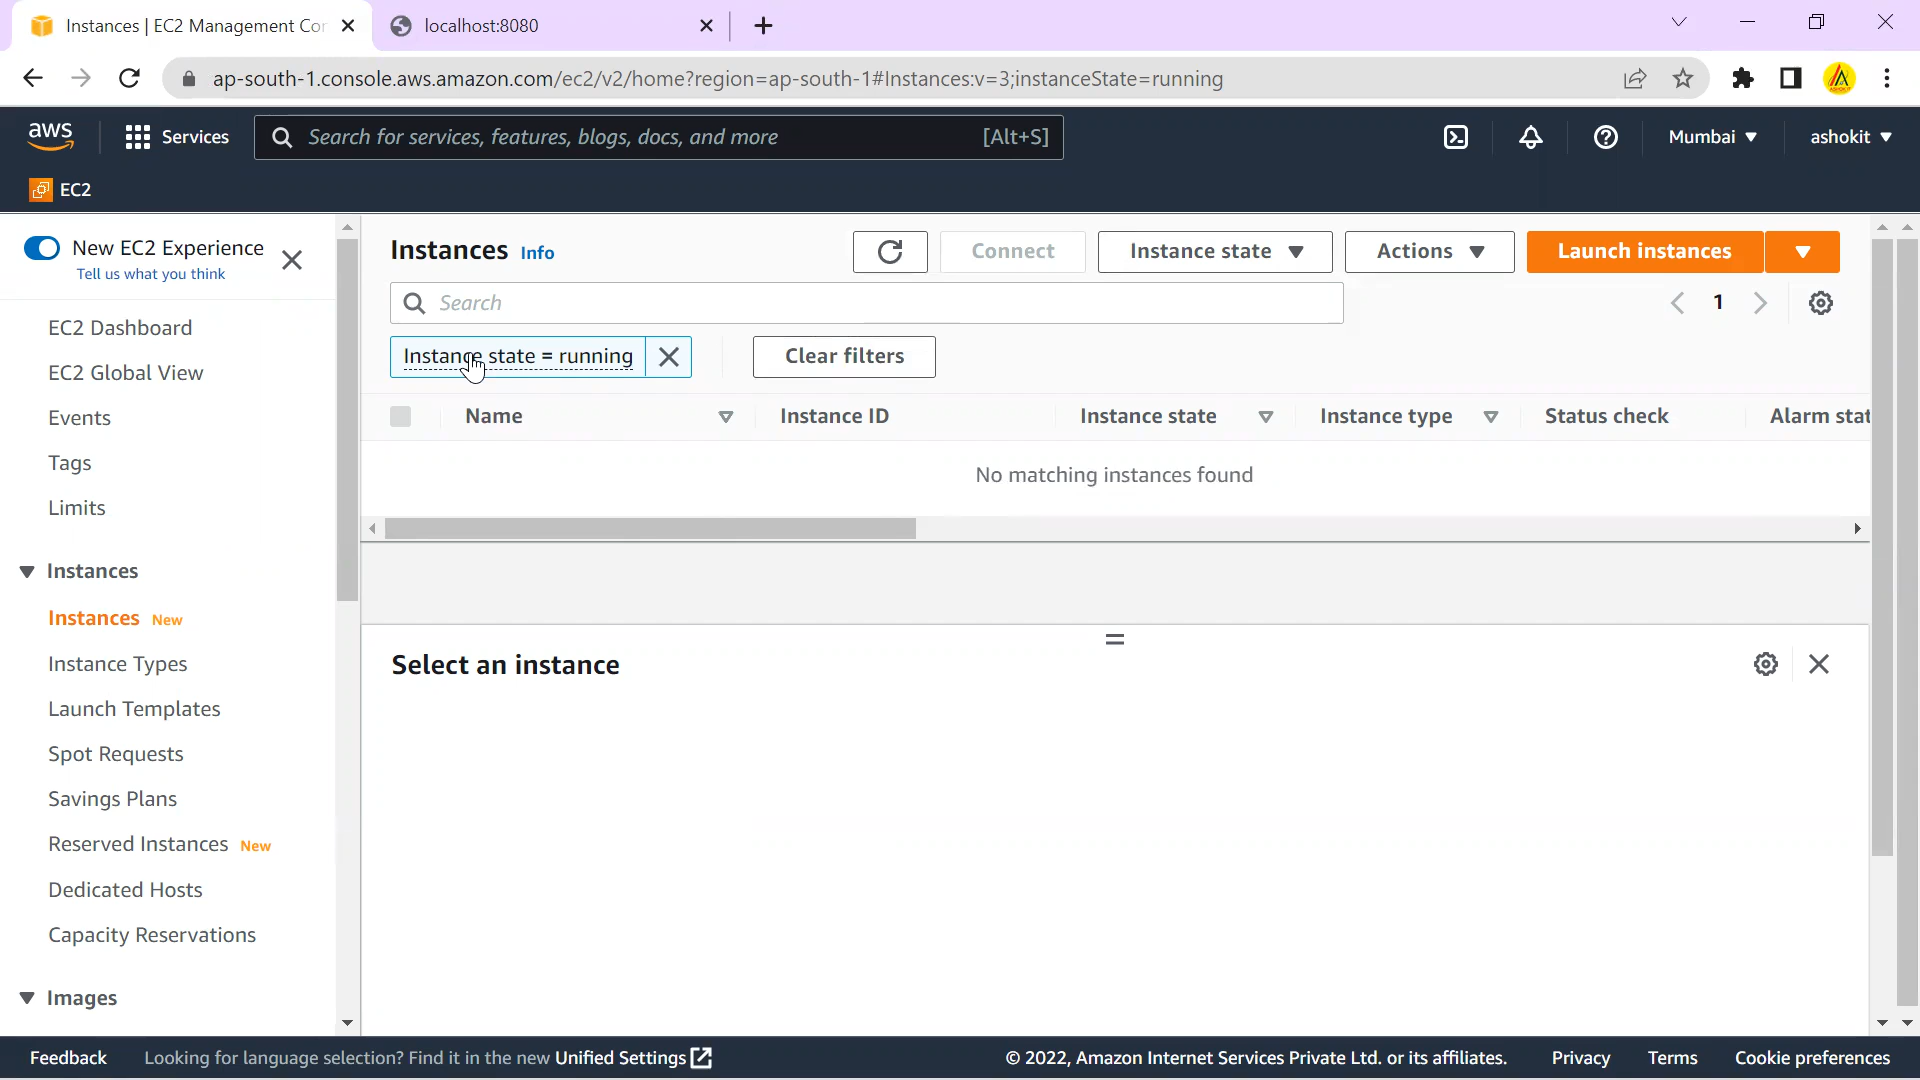 Instances | EC2 Management Cor
localhost:8080
ap-south-1.console.aws.amazon.com/ec2/v2/home?region=ap-south-1#Instances:v=3;instanceState=running
aws
Services
Search for services, features, blogs, docs, and more
[Alt+S]
Mumbai
ashokit
EC2
New EC2 Experience
Tell us what you think
EC2 Dashboard
EC2 Global View
Events
Tags
Limits
Instances
Instances New
Instance Types
Launch Templates
Spot Requests
Savings Plans
Reserved Instances New
Dedicated Hosts
Capacity Reservations
Images
Instances Info
Connect
Instance state
Actions
Launch instances
Search
1
Instance state = running
Clear filters
Name
Instance ID
Instance state
Instance type
Status check
Alarm stat
No matching instances found
Select an instance
Feedback
Looking for language selection? Find it in the new Unified Settings
© 2022, Amazon Internet Services Private Ltd. or its affiliates.
Privacy
Terms
Cookie preferences